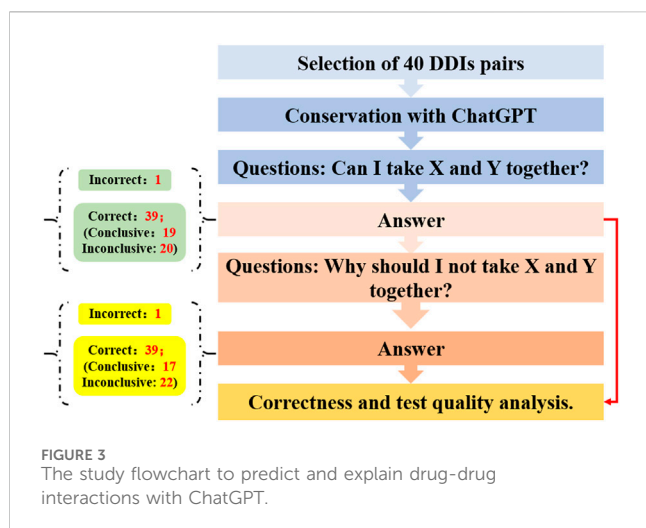 Selection of 40 DDIs pairs
Conservation with ChatGPT
Questions: Can I take X and Y together?
Incorrect: 1
Correct: 39;
(Conclusive: 19
Inconclusive: 20)
Answer
Questions: Why should I not take X and Y
together?
Incorrect: 1
Correct: 39;
(Conclusive: 17
Inconclusive: 22)
Answer
Correctness and test quality analysis.
FIGURE 3
The study flowchart to predict and explain drug-drug
interactions with ChatGPT.